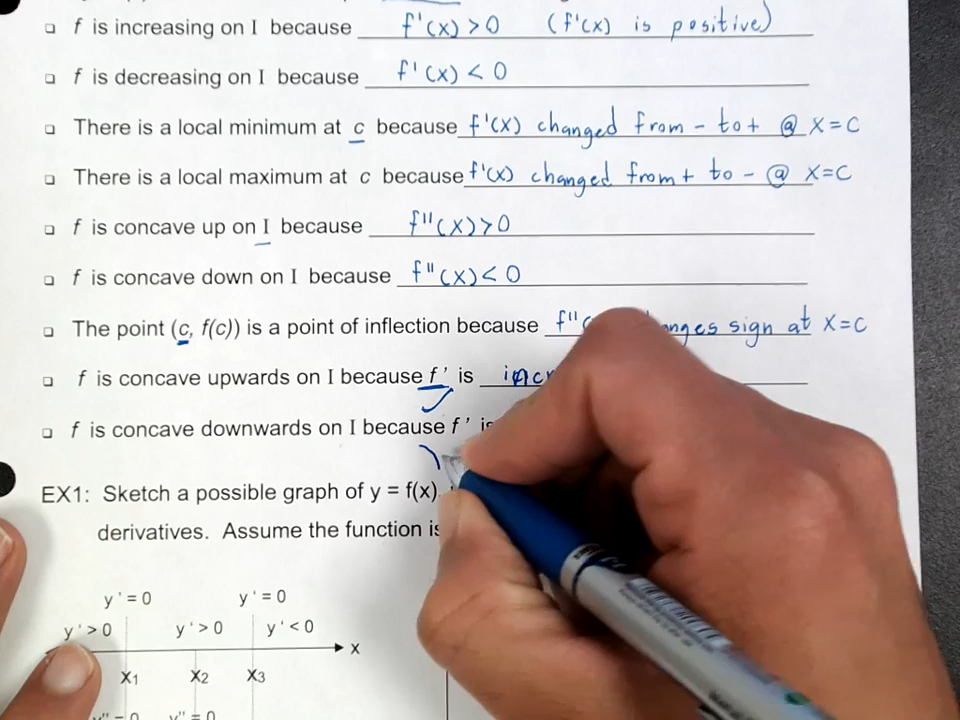 f is increasing on I because f'(x) > 0 (f'(x) is positive)
f is decreasing on I because f'(x) < 0
There is a local minimum at c because f'(x) changed from - to + @ x=c
There is a local maximum at c because f'(x) changed from + to - @ x=c
f is concave up on I because f''(x) > 0
f is concave down on I because f''(x) < 0
The point (c, f(c)) is a point of inflection because f'' sign at x=c
f is concave upwards on I because f' is
f is concave downwards on I because f'
EX1: Sketch a possible graph of y = f(x).
derivatives. Assume the function is
y' = 0 y' = 0
y' > 0 y' > 0 y' < 0
x
x1 x2 x3
y'' = 0